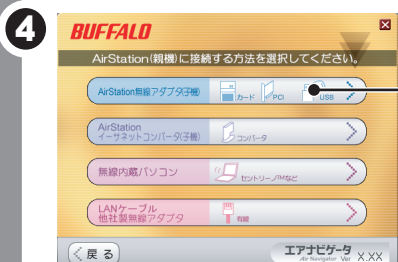 4
BUFFALO
AirStation(親機)に接続する方法を選択してください。
AirStation無線アダプタ(子機) カード PCI USB
AirStation
イーサネットコンバータ(子機) コンバータ
無線内蔵パソコン セントリーノTMなど
LANケーブル
他社製無線アダプタ 有線
戻る
エアナビゲータ
Air Navigator Ver X.XX